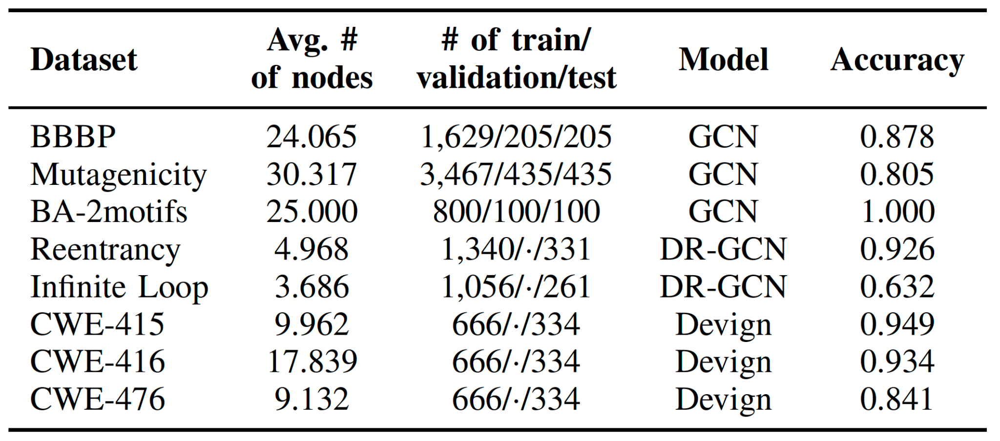 Dataset Avg. # of nodes # of train/ validation/test Model Accuracy
BBBP 24.065 1,629/205/205 GCN 0.878
Mutagenicity 30.317 3,467/435/435 GCN 0.805
BA-2motifs 25.000 800/100/100 GCN 1.000
Reentrancy 4.968 1,340/·/331 DR-GCN 0.926
Infinite Loop 3.686 1,056/·/261 DR-GCN 0.632
CWE-415 9.962 666/·/334 Devign 0.949
CWE-416 17.839 666/·/334 Devign 0.934
CWE-476 9.132 666/·/334 Devign 0.841